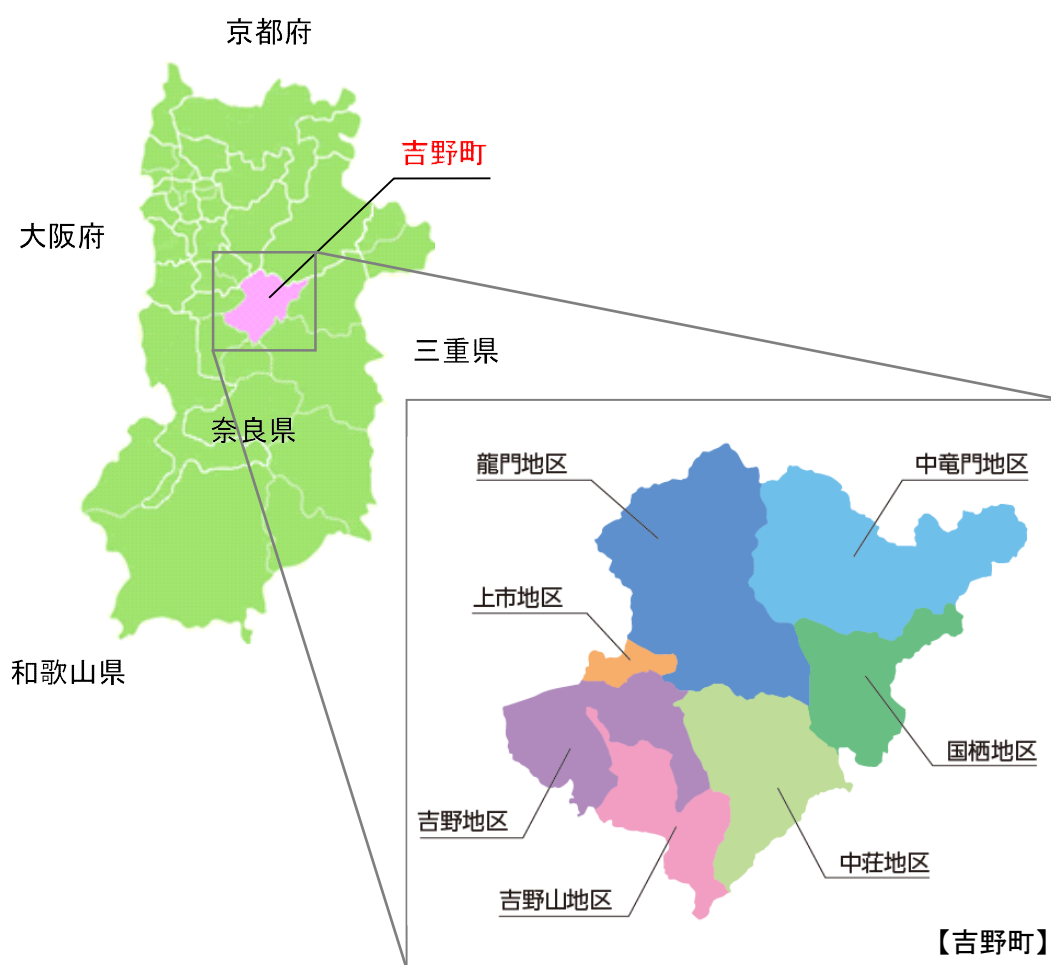 京都府
吉野町
大阪府
三重県
奈良県
和歌山県
龍門地区
中竜門地区
上市地区
国栖地区
吉野地区
中荘地区
吉野山地区
【吉野町】